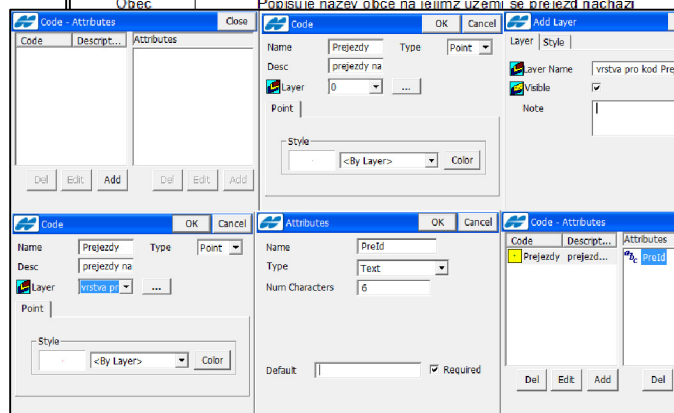 Obec Popisuje název obce na jejímž území se přejezd nachází
Code - Attributes Close
Code Descript... Attributes
Del Edit Add Del Edit Add
Code OK Cancel
Name Prejezdy Type Point
Desc prejezdy na
Layer 0 ...
Point
Style
<By Layer> Color
Add Layer
Layer Style
Layer Name vrstva pro kod Prej
Visible
Note
Code OK Cancel
Name Prejezdy Type Point
Desc prejezdy na
Layer vrstva pr ...
Point
Style
<By Layer> Color
Attributes OK Cancel
Name PreId
Type Text
Num Characters 6
Default Required
Code - Attributes
Code Descript... Attributes
Prejezdy prejezd... abc PreId
Del Edit Add Del